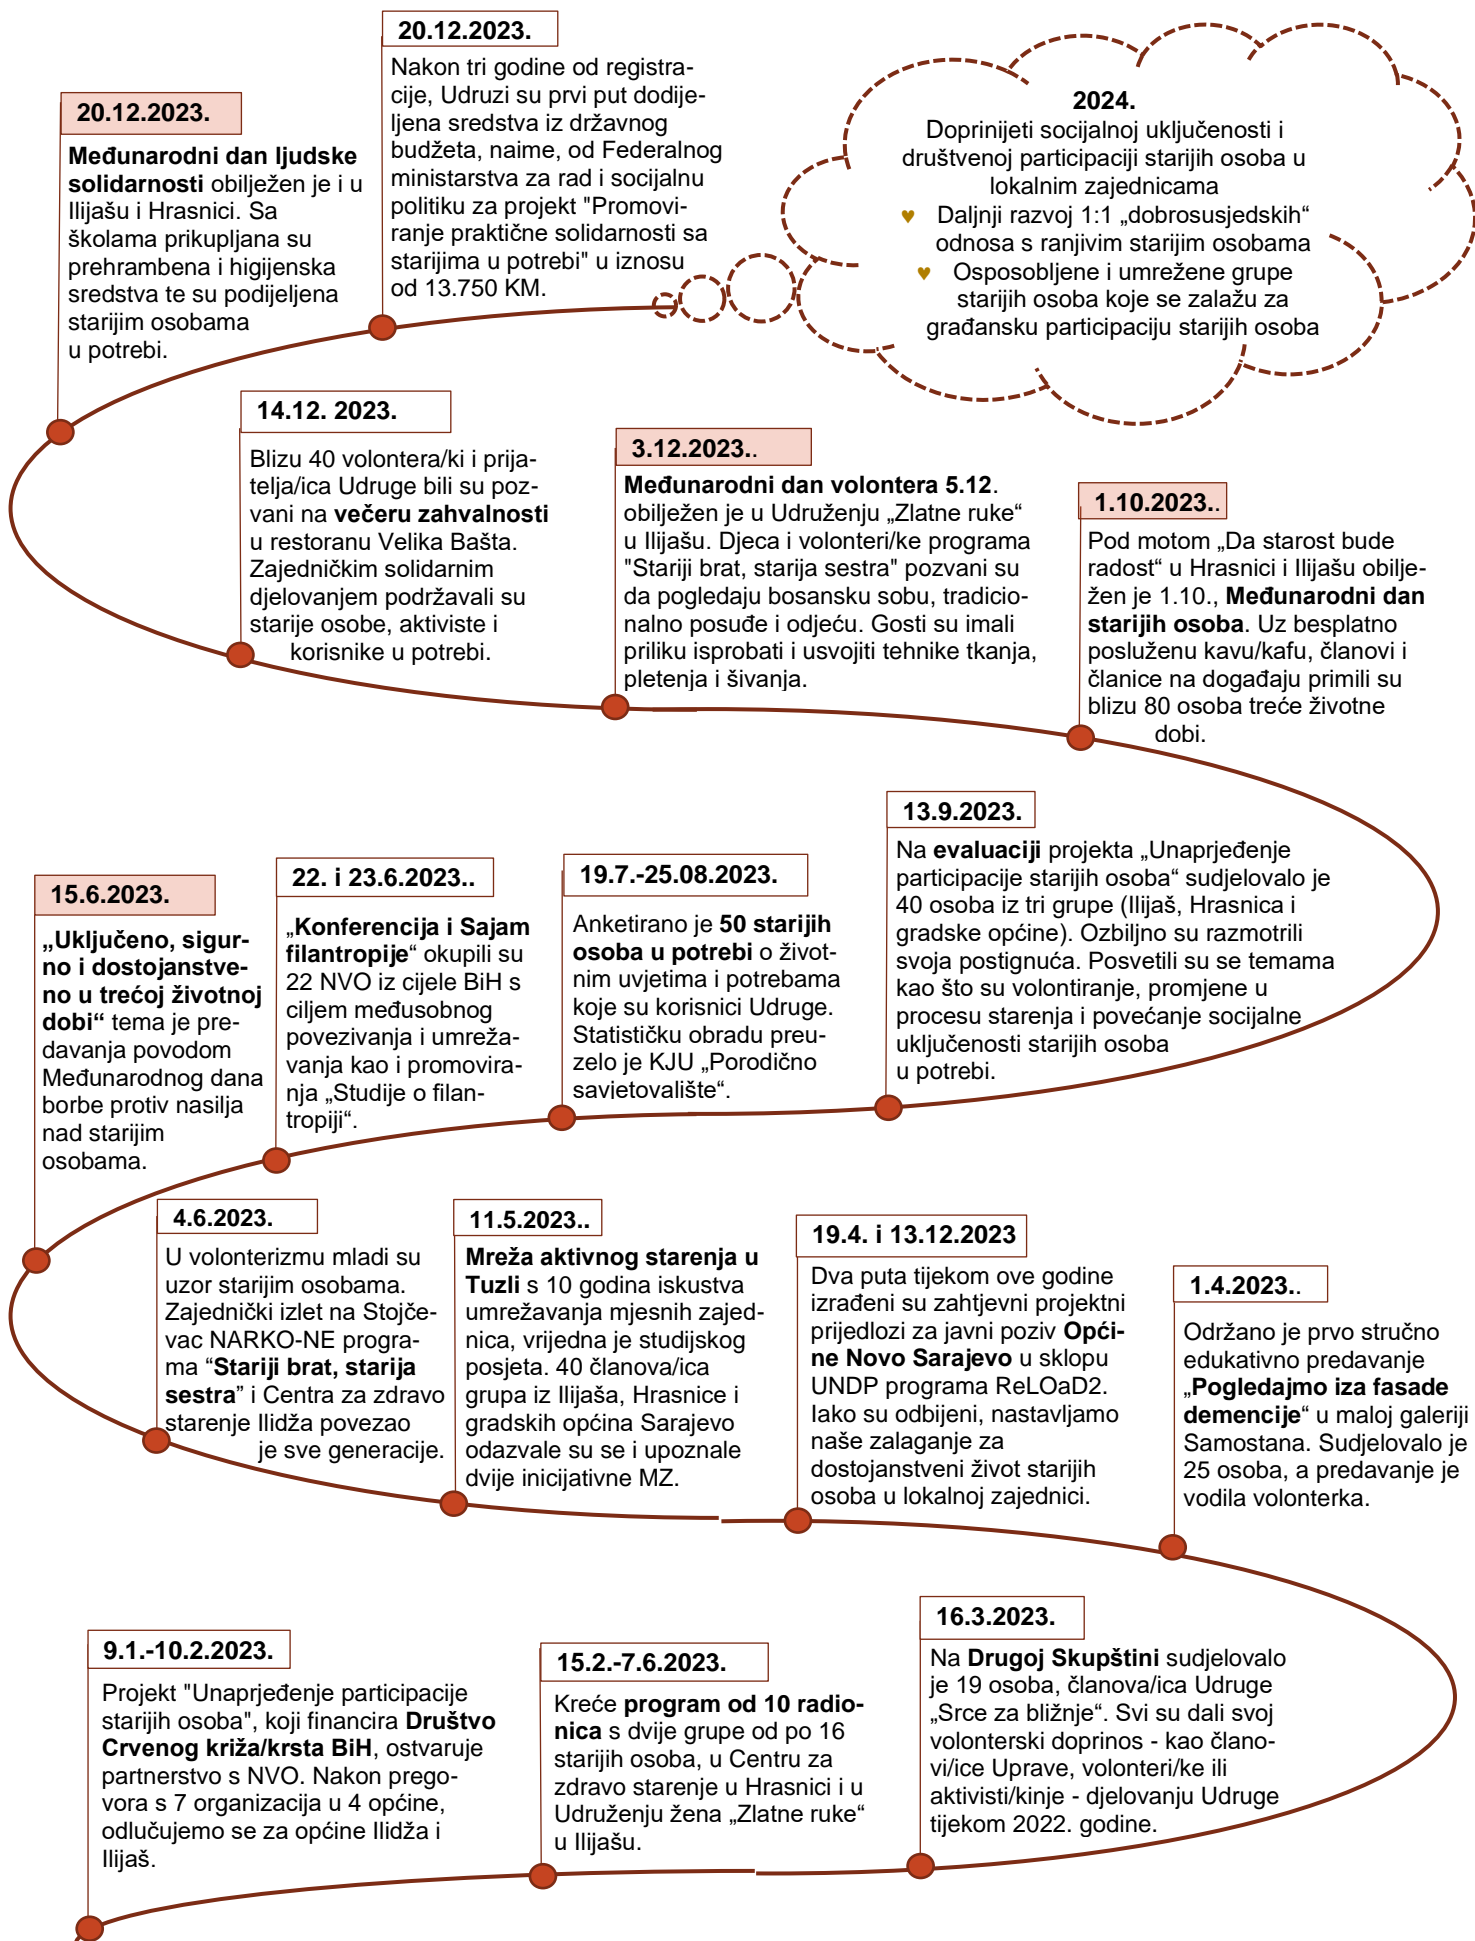 20.12.2023.
Nakon tri godine od registra-
cije, Udruzi su prvi put dodije-
ljena sredstva iz državnog
budžeta, naime, od Federalnog
ministarstva za rad i socijalnu
politiku za projekt "Promovi-
ranje praktične solidarnosti sa
starijima u potrebi" u iznosu
od 13.750 KM.
2024.
Doprinijeti socijalnoj uključenosti i
društvenoj participaciji starijih osoba u
lokalnim zajednicama
♥ Daljnji razvoj 1:1 „dobrosusjedskih“
odnosa s ranjivim starijim osobama
♥ Osposobljene i umrežene grupe
starijih osoba koje se zalažu za
građansku participaciju starijih osoba
20.12.2023.
Međunarodni dan ljudske
solidarnosti obilježen je i u
Ilijašu i Hrasnici. Sa
školama prikupljana su
prehrambena i higijenska
sredstva te su podijeljena
starijim osobama
u potrebi.
14.12. 2023.
Blizu 40 volontera/ki i prija-
telja/ica Udruge bili su poz-
vani na večeru zahvalnosti
u restoranu Velika Bašta.
Zajedničkim solidarnim
djelovanjem podržavali su
starije osobe, aktiviste i
korisnike u potrebi.
3.12.2023..
Međunarodni dan volontera 5.12.
obilježen je u Udruženju „Zlatne ruke“
u Ilijašu. Djeca i volonteri/ke programa
"Stariji brat, starija sestra" pozvani su
da pogledaju bosansku sobu, tradicio-
nalno posuđe i odjeću. Gosti su imali
priliku isprobati i usvojiti tehnike tkanja,
pletenja i šivanja.
1.10.2023..
Pod motom „Da starost bude
radost“ u Hrasnici i Ilijašu obilje-
žen je 1.10., Međunarodni dan
starijih osoba. Uz besplatno
posluženu kavu/kafu, članovi i
članice na događaju primili su
blizu 80 osoba treće životne
dobi.
13.9.2023.
Na evaluaciji projekta „Unaprjeđenje
participacije starijih osoba“ sudjelovalo je
40 osoba iz tri grupe (Ilijaš, Hrasnica i
gradske općine). Ozbiljno su razmotrili
svoja postignuća. Posvetili su se temama
kao što su volontiranje, promjene u
procesu starenja i povećanje socijalne
uključenosti starijih osoba
u potrebi.
19.7.-25.08.2023.
Anketirano je 50 starijih
osoba u potrebi o život-
nim uvjetima i potrebama
koje su korisnici Udruge.
Statističku obradu preu-
zelo je KJU „Porodično
savjetovalište“.
22. i 23.6.2023..
„Konferencija i Sajam
filantropije“ okupili su
22 NVO iz cijele BiH s
ciljem međusobnog
povezivanja i umreža-
vanja kao i promovira-
nja „Studije o filan-
tropiji“.
15.6.2023.
„Uključeno, sigur-
no i dostojanstve-
no u trećoj životnoj
dobi“ tema je pre-
davanja povodom
Međunarodnog dana
borbe protiv nasilja
nad starijim
osobama.
4.6.2023.
U volonterizmu mladi su
uzor starijim osobama.
Zajednički izlet na Stojče-
vac NARKO-NE progra-
ma “Stariji brat, starija
sestra” i Centra za zdravo
starenje Ilidža povezao
je sve generacije.
11.5.2023..
Mreža aktivnog starenja u
Tuzli s 10 godina iskustva
umrežavanja mjesnih zajed-
nica, vrijedna je studijskog
posjeta. 40 članova/ica
grupa iz Ilijaša, Hrasnice i
gradskih općina Sarajevo
odazvale su se i upoznale
dvije inicijativne MZ.
19.4. i 13.12.2023
Dva puta tijekom ove godine
izrađeni su zahtjevni projektni
prijedlozi za javni poziv Opći-
ne Novo Sarajevo u sklopu
UNDP programa ReLOaD2.
Iako su odbijeni, nastavljamo
naše zalaganje za
dostojanstveni život starijih
osoba u lokalnoj zajednici.
1.4.2023..
Održano je prvo stručno
edukativno predavanje
„Pogledajmo iza fasade
demencije“ u maloj galeriji
Samostana. Sudjelovalo je
25 osoba, a predavanje je
vodila volonterka.
16.3.2023.
Na Drugoj Skupštini sudjelovalo
je 19 osoba, članova/ica Udruge
„Srce za bližnje“. Svi su dali svoj
volonterski doprinos - kao člano-
vi/ice Uprave, volonteri/ke ili
aktivisti/kinje - djelovanju Udruge
tijekom 2022. godine.
15.2.-7.6.2023.
Kreće program od 10 radio-
nica s dvije grupe od po 16
starijih osoba, u Centru za
zdravo starenje u Hrasnici i u
Udruženju žena „Zlatne ruke“
u Ilijašu.
9.1.-10.2.2023.
Projekt "Unaprjeđenje participacije
starijih osoba", koji financira Društvo
Crvenog križa/krsta BiH, ostvaruje
partnerstvo s NVO. Nakon prego-
vora s 7 organizacija u 4 općine,
odlučujemo se za općine Ilidža i
Ilijaš.